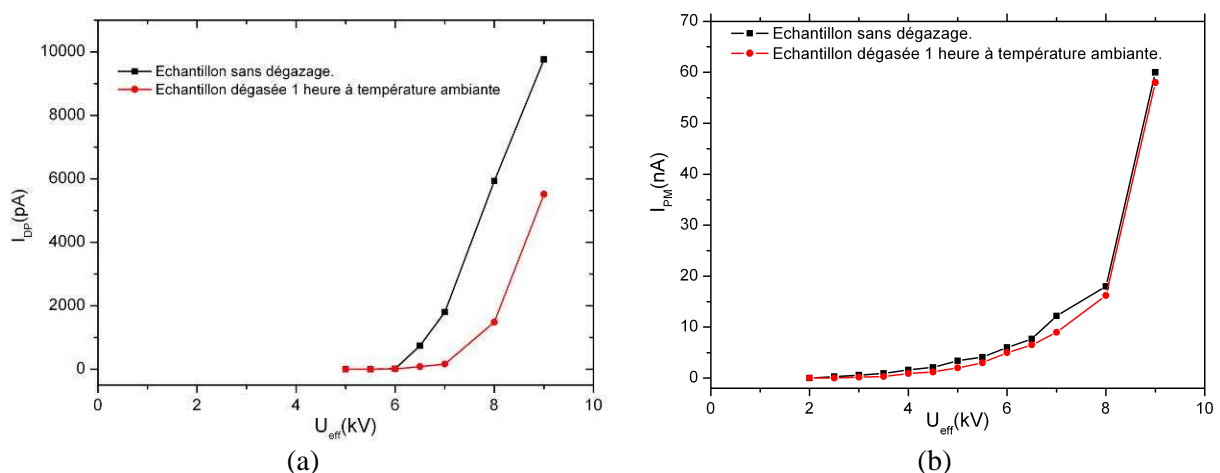 10000
8000
6000
4000
2000
0
I_DP(pA)
Echantillon sans dégazage.
Echantillon dégasée 1 heure à température ambiante
0 2 4 6 8 10
U_eff(kV)
(a)
70
60
50
40
30
20
10
0
I_PM(nA)
Echantillon sans dégazage.
Echantillon dégasée 1 heure à température ambiante.
0 2 4 6 8 10
U_eff(kV)
(b)